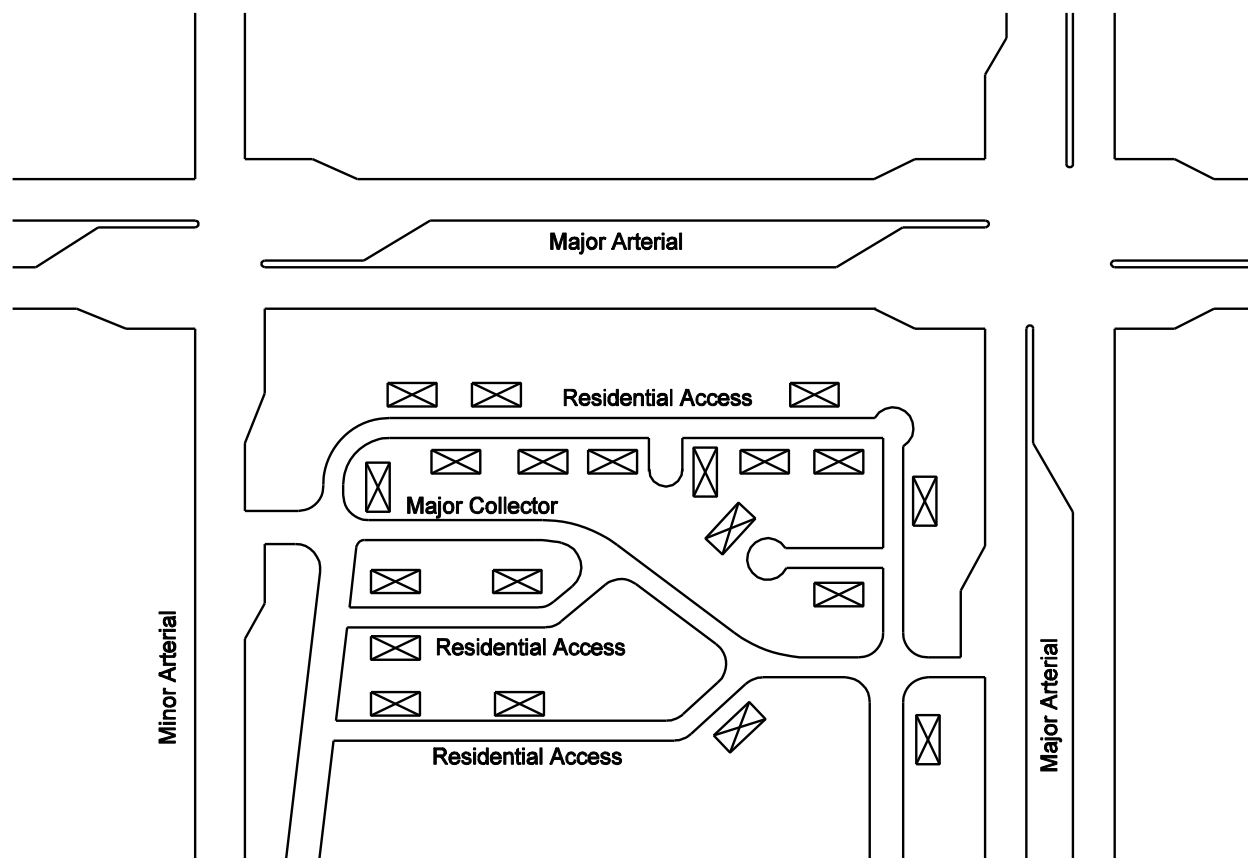 Major Arterial
Residential Access
Major Collector
Residential Access
Minor Arterial
Major Arterial
Residential Access